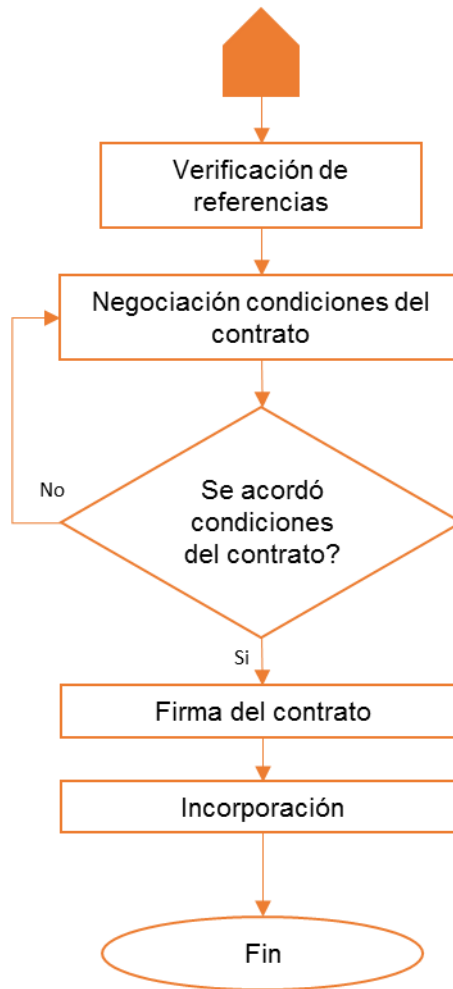 Verificación de
referencias
Negociación condiciones del
contrato
No
Se acordó
condiciones
del contrato?
Si
Firma del contrato
Incorporación
Fin